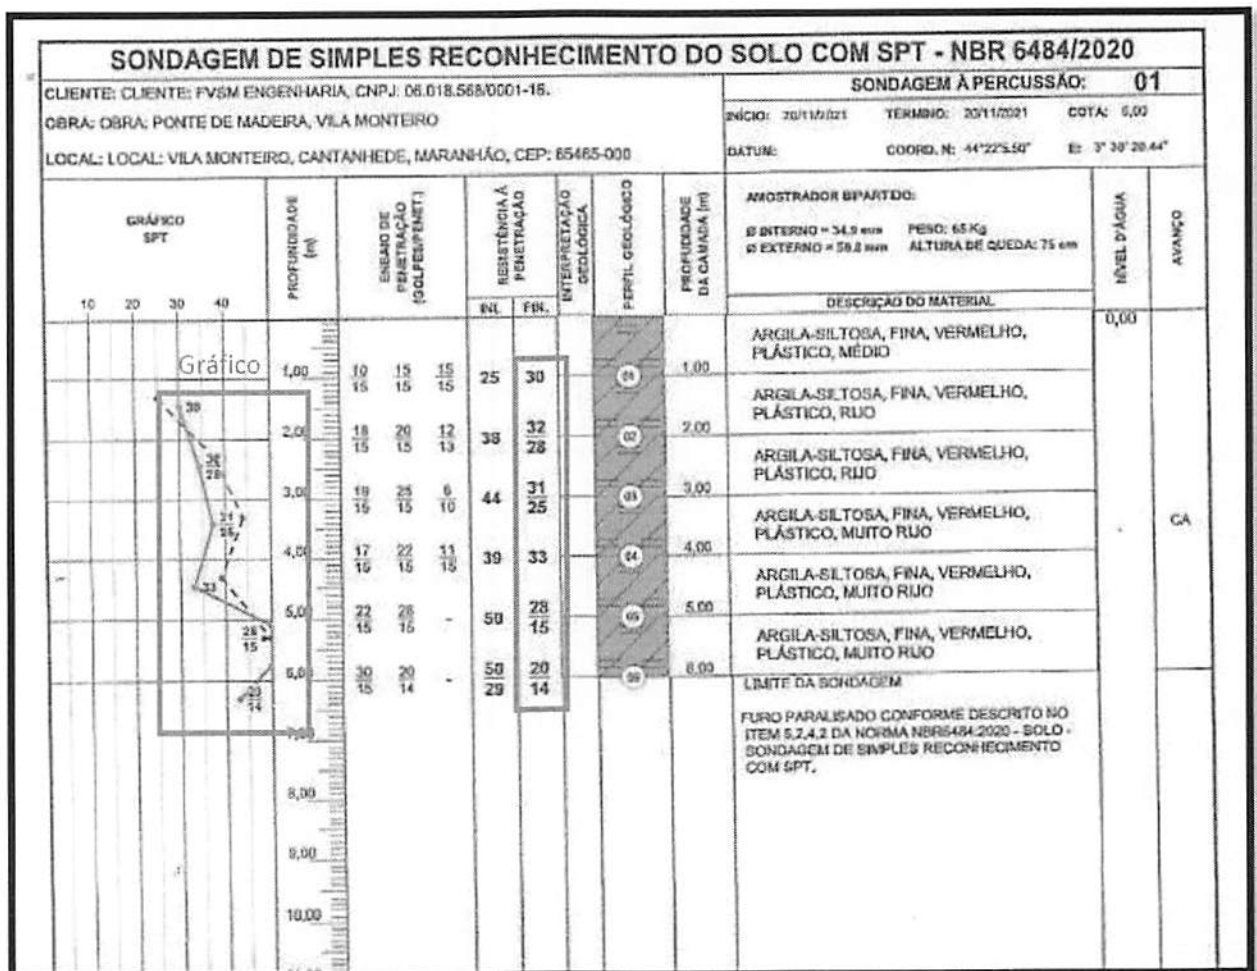 SONDAGEM DE SIMPLES RECONHECIMENTO DO SOLO COM SPT - NBR 6484/2020
CLIENTE: CLIENTE: FVSM ENGENHARIA, CNPJ: 06.018.568/0001-16.
OBRA: OBRA: PONTE DE MADEIRA, VILA MONTEIRO
LOCAL: LOCAL: VILA MONTEIRO, CANTANHEDE, MARANHÃO, CEP: 65465-000
SONDAGEM À PERCUSSÃO: 01
INÍCIO: 20/11/2021 TÉRMINO: 20/11/2021 COTA: 6,00
DATUM: COORD. N: 44°22'5.50" E: 3° 30' 20.44"
GRÁFICO
SPT
10 20 30 40
PROFUNDIDADE
(m)
ENSAIO DE
PENETRAÇÃO
(GOLPES/PENET.)
RESISTÊNCIA À
PENETRAÇÃO
INI. FIN.
INTERPRETAÇÃO
GEOLÓGICA
PERFIL GEOLÓGICO
PROFUDIDADE
DA CAMADA (m)
AMOSTRADOR BIPARTIDO:
Ø INTERNO = 34,9 mm PESO: 65 Kg
Ø EXTERNO = 50,8 mm ALTURA DE QUEDA: 75 cm
DESCRIÇÃO DO MATERIAL
NÍVEL D'ÁGUA
AVANÇO
0,00
Gráfico
1,00 10/15 15/15 15/15 25 30 01 1,00
2,00 18/15 20/15 12/13 38 32/28 02 2,00
3,00 19/15 25/15 6/10 44 31/25 03 3,00
4,00 17/15 22/15 11/15 39 33 04 4,00
5,00 22/15 28/15 - 50 28/15 05 5,00
6,00 30/15 20/14 - 50/29 20/14 06 6,00
7,00
8,00
9,00
10,00
30
31
33
28/15
ARGILA-SILTOSA, FINA, VERMELHO,
PLÁSTICO, MÉDIO
ARGILA-SILTOSA, FINA, VERMELHO,
PLÁSTICO, RIJO
ARGILA-SILTOSA, FINA, VERMELHO,
PLÁSTICO, RIJO
ARGILA-SILTOSA, FINA, VERMELHO,
PLÁSTICO, MUITO RIJO
ARGILA-SILTOSA, FINA, VERMELHO,
PLÁSTICO, MUITO RIJO
ARGILA-SILTOSA, FINA, VERMELHO,
PLÁSTICO, MUITO RIJO
LIMITE DA SONDAGEM
FURO PARALISADO CONFORME DESCRITO NO
ITEM 5,2,4,2 DA NORMA NBR6484:2020 - SOLO -
SONDAGEM DE SIMPLES RECONHECIMENTO
COM SPT.
CA